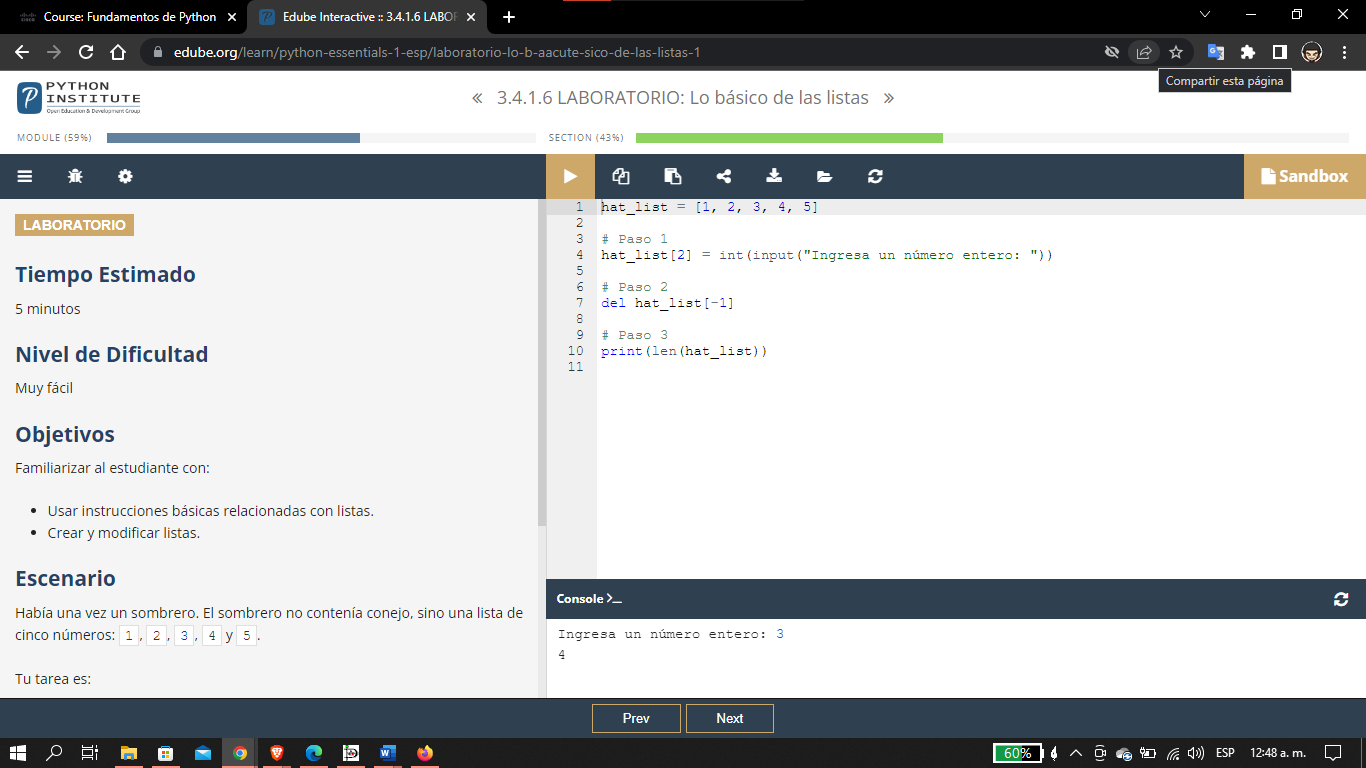 Course: Fundamentos de Python
Edube Interactive :: 3.4.1.6 LABOR
edube.org/learn/python-essentials-1-esp/laboratorio-lo-b-aacute-sico-de-las-listas-1
Compartir esta página
PYTHON
INSTITUTE
Open Education & Development Group
« 3.4.1.6 LABORATORIO: Lo básico de las listas »
MODULE (59%)
SECTION (43%)
Sandbox
LABORATORIO
Tiempo Estimado
5 minutos
Nivel de Dificultad
Muy fácil
Objetivos
Familiarizar al estudiante con:
• Usar instrucciones básicas relacionadas con listas.
• Crear y modificar listas.
Escenario
Había una vez un sombrero. El sombrero no contenía conejo, sino una lista de
cinco números: 1, 2, 3, 4 y 5.
Tu tarea es:
1 hat_list = [1, 2, 3, 4, 5]
2
3 # Paso 1
4 hat_list[2] = int(input("Ingresa un número entero: "))
5
6 # Paso 2
7 del hat_list[-1]
8
9 # Paso 3
10 print(len(hat_list))
11
Console >_
Ingresa un número entero: 3
4
Prev
Next
60%
ESP
12:48 a. m.